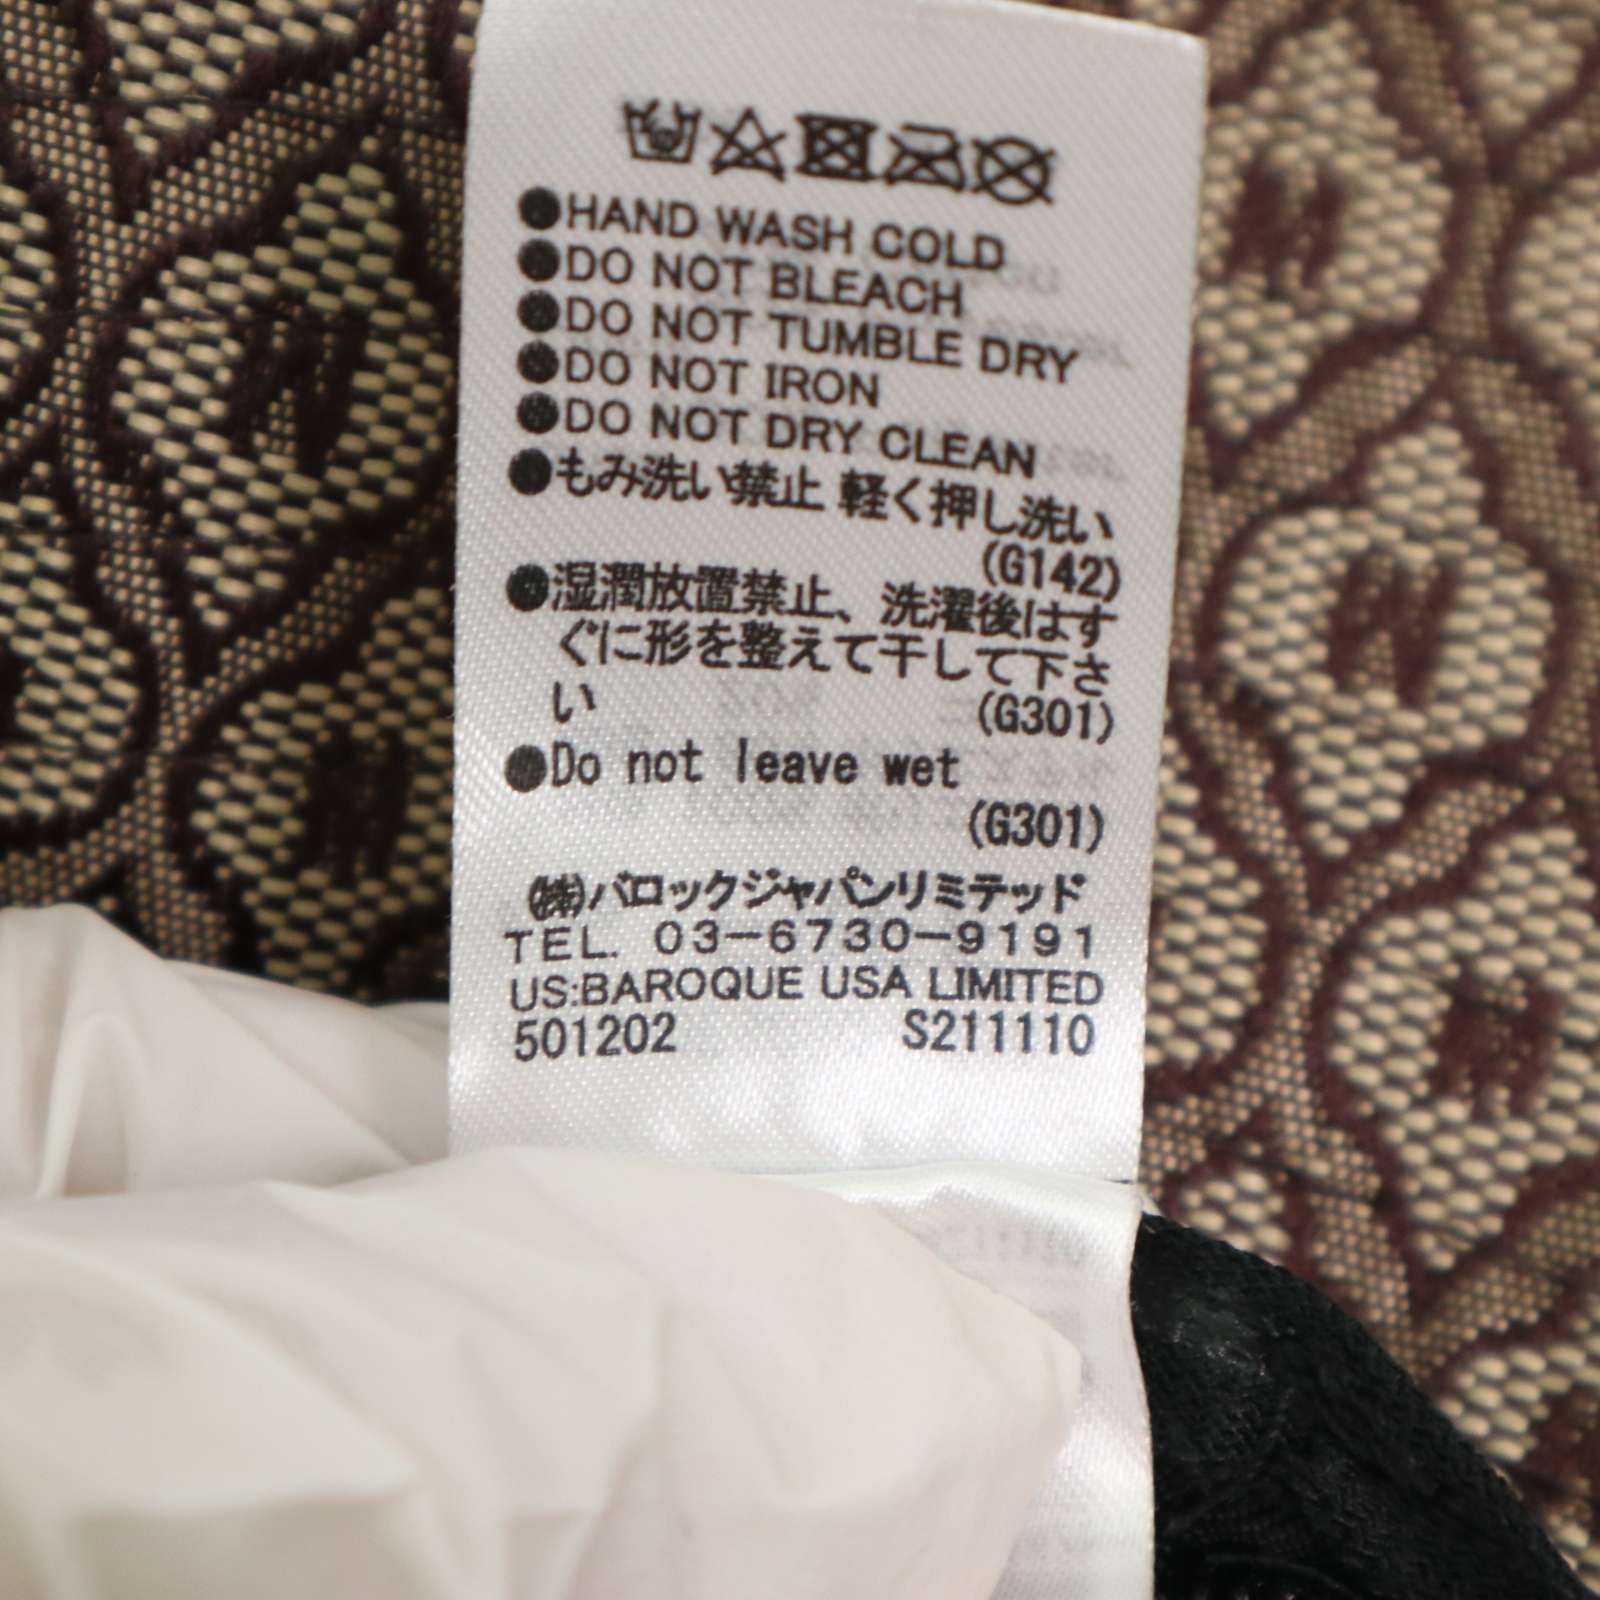 ●HAND WASH COLD
●DO NOT BLEACH
●DO NOT TUMBLE DRY
●DO NOT IRON
●DO NOT DRY CLEAN
●もみ洗い禁止 軽く押し洗い
(G142)
●湿潤放置禁止、洗濯後はす
ぐに形を整えて干して下さ
い (G301)
●Do not leave wet
(G301)
㈱バロックジャパンリミテッド
TEL. 03-6730-9191
US:BAROQUE USA LIMITED
501202 S211110